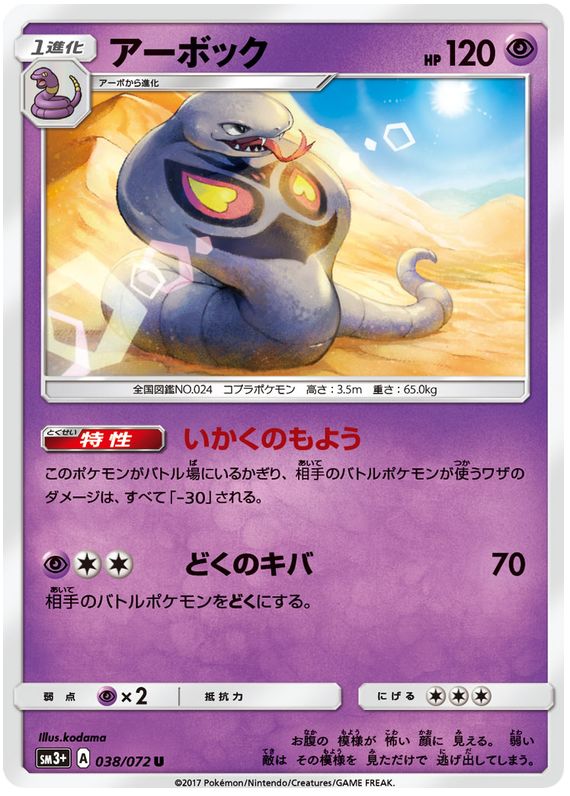 1進化
アーボック
HP 120
アーボから進化
全国図鑑NO.024 コブラポケモン 高さ:3.5m 重さ:65.0kg
とくせい
特性 いかくのもよう
このポケモンがバトル場にいるかぎり、相手のバトルポケモンが使うワザの
ダメージは、すべて「-30」される。
どくのキバ 70
相手のバトルポケモンをどくにする。
弱点 ×2 抵抗力 にげる
Illus.kodama
SM3+ A 038/072 U
お腹の 模様が 怖い 顔に 見える。 弱い
敵は その模様を 見ただけで 逃げ出してしまう。
©2017 Pokémon/Nintendo/Creatures/GAME FREAK.